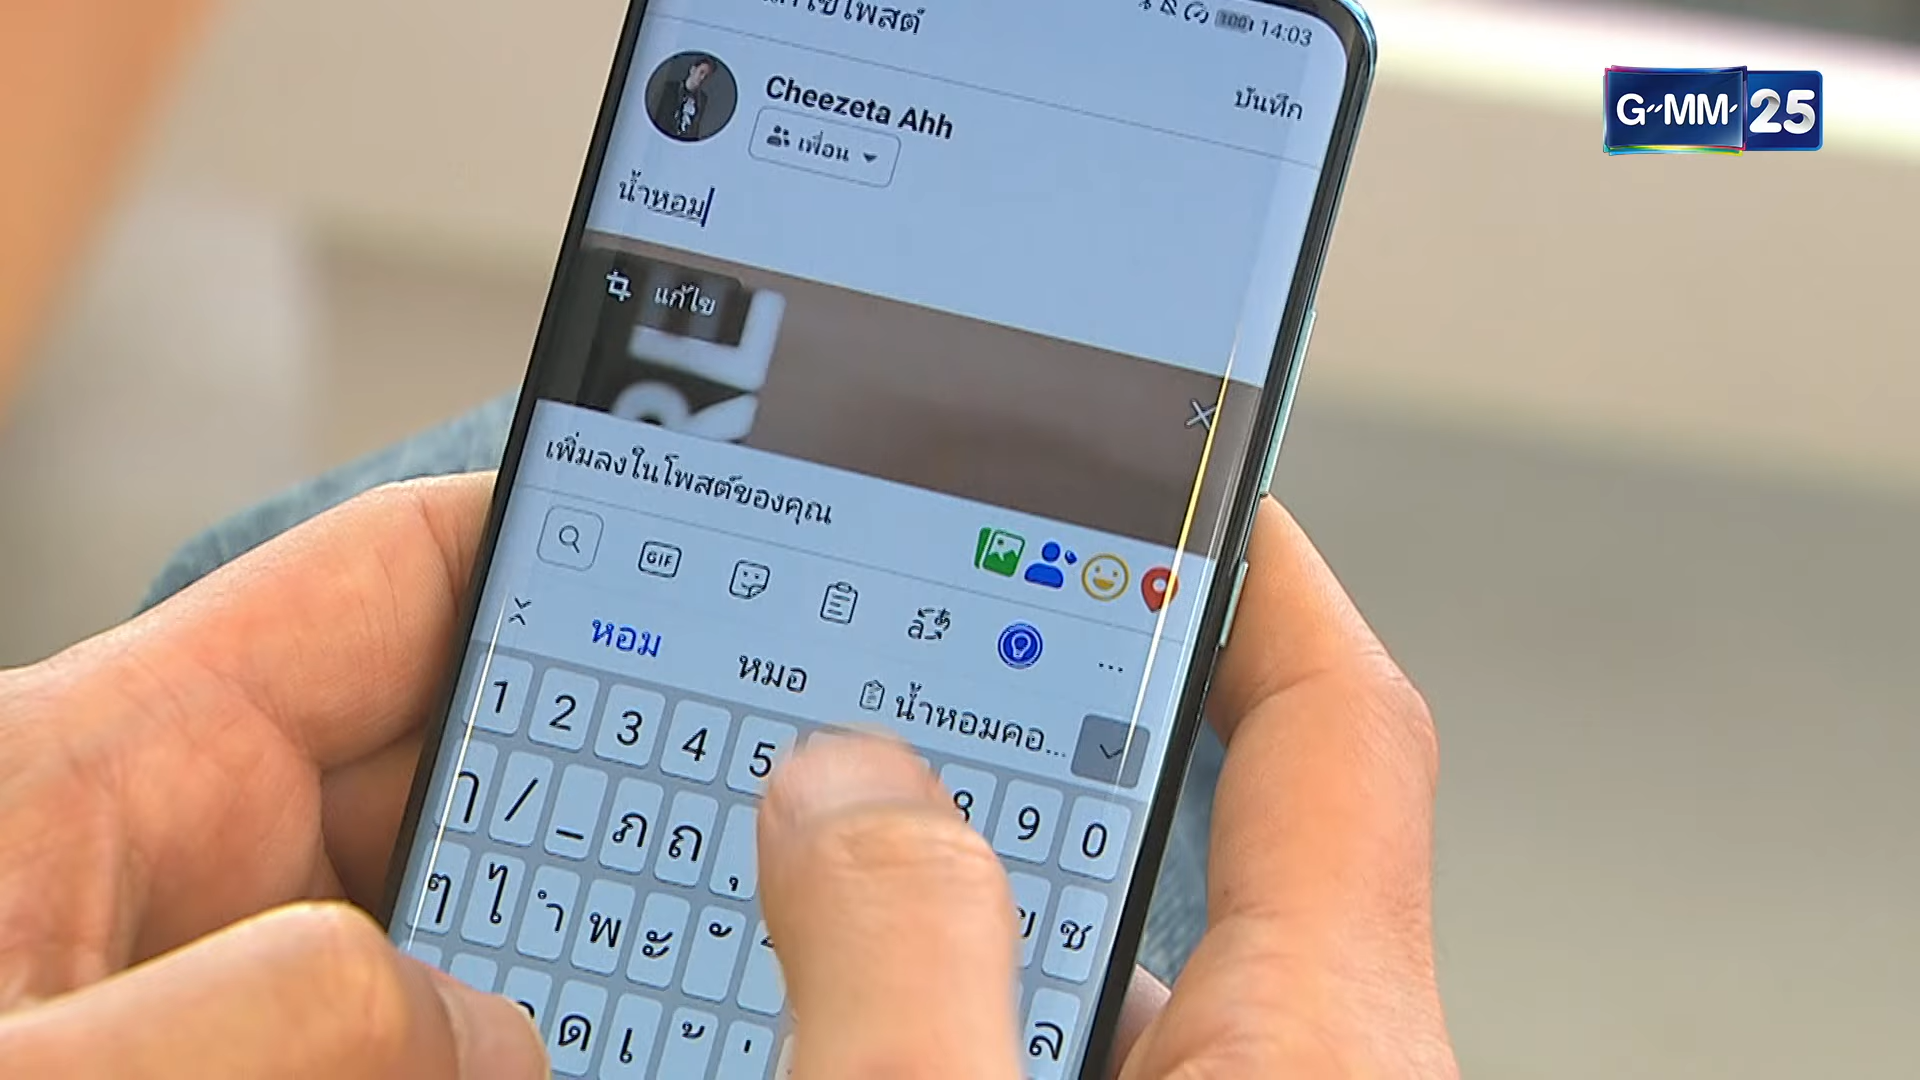 แก้ไขโพสต์
100 14:03
บันทึก
GMM 25
Cheezeta Ahh
เพื่อน
น้ำหอม
แก้ไข
RL
เพิ่มลงในโพสต์ของคุณ
GIF
หอม หมอ น้ำหอมคอ...
1 2 3 4 5 8 9 0
ๅ / _ ภ ถ ุ
ๆ ไ ำ พ ะ ั ย ช
ด เ ้ ่ ล